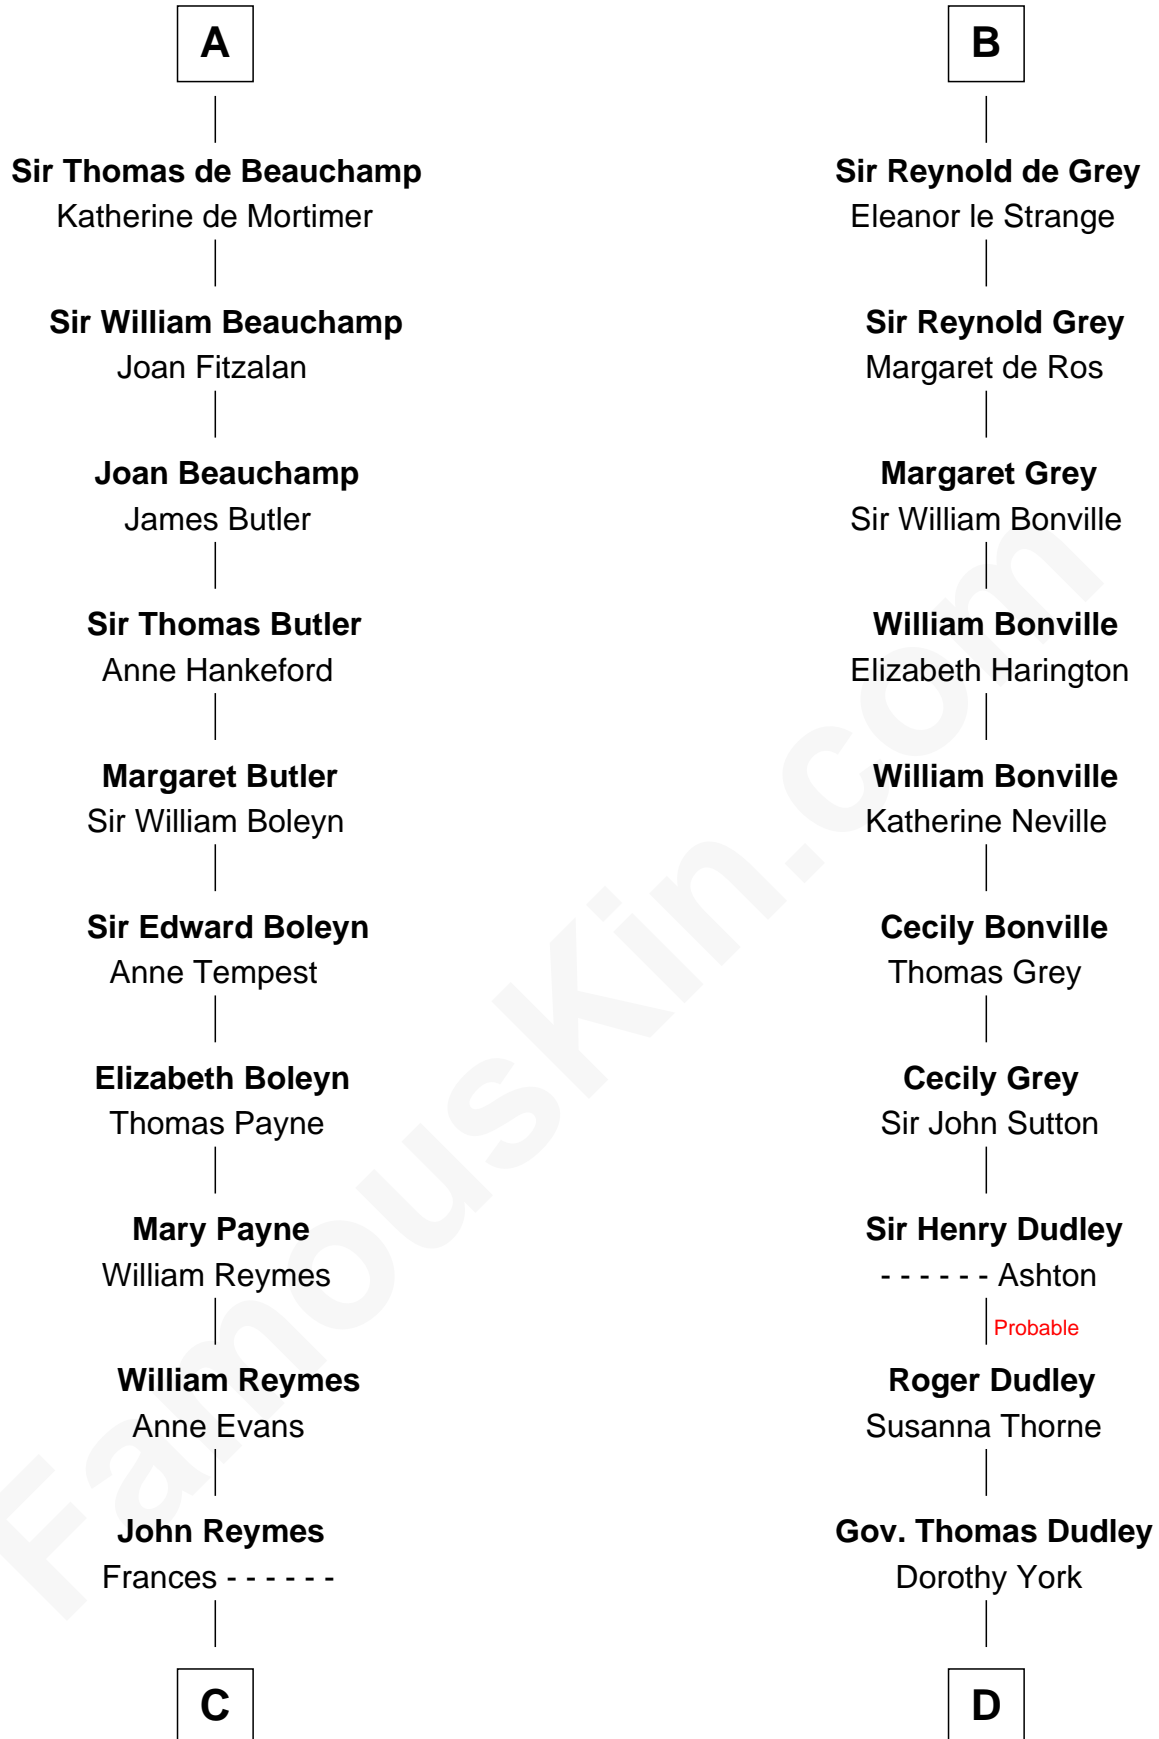 A
Sir Thomas de Beauchamp
Katherine de Mortimer
Sir William Beauchamp
Joan Fitzalan
Joan Beauchamp
James Butler
Sir Thomas Butler
Anne Hankeford
Margaret Butler
Sir William Boleyn
Sir Edward Boleyn
Anne Tempest
Elizabeth Boleyn
Thomas Payne
Mary Payne
William Reymes
William Reymes
Anne Evans
John Reymes
Frances - - - - - -
C
B
Sir Reynold de Grey
Eleanor le Strange
Sir Reynold Grey
Margaret de Ros
Margaret Grey
Sir William Bonville
William Bonville
Elizabeth Harington
William Bonville
Katherine Neville
Cecily Bonville
Thomas Grey
Cecily Grey
Sir John Sutton
Sir Henry Dudley
- - - - - - Ashton
Probable
Roger Dudley
Susanna Thorne
Gov. Thomas Dudley
Dorothy York
D
FamousKin.com